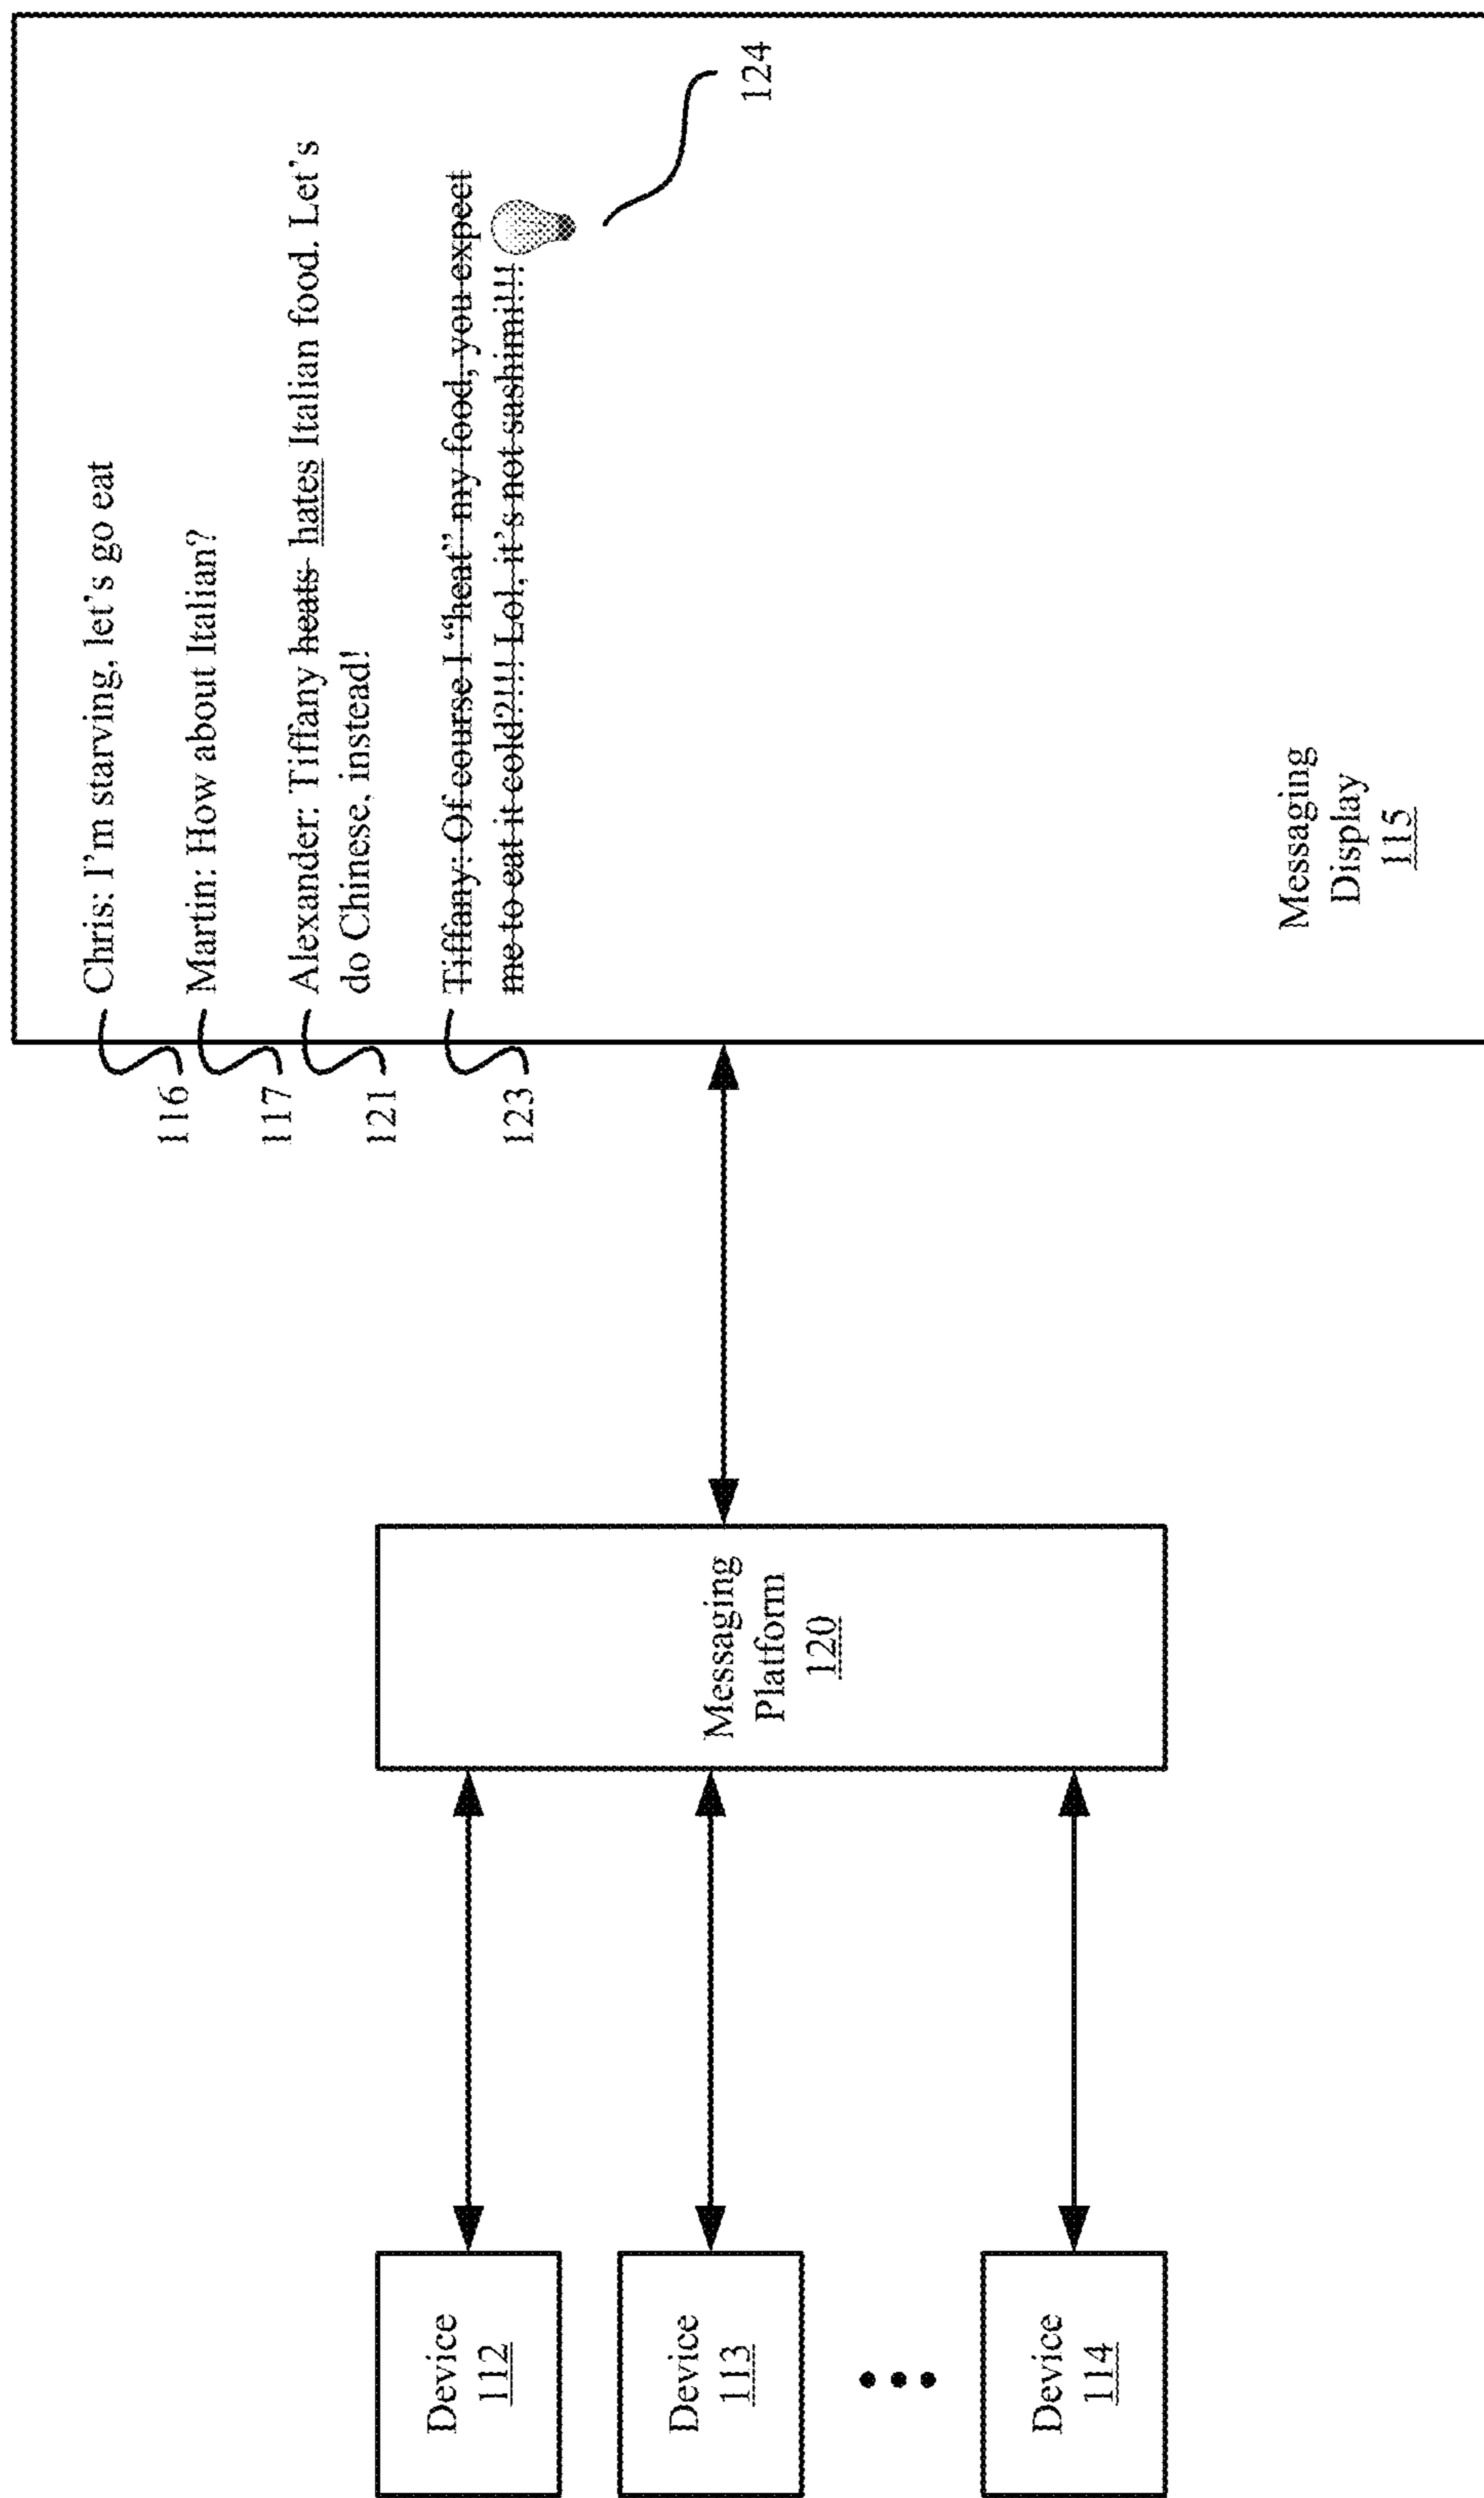 Device
112
Device
113
Device
114
Messaging
Platform
120
116
117
121
123
Chris: I'm starving, let's go eat
Martin: How about Italian?
Alexander: Tiffany heats hates Italian food. Let's
do Chinese, instead!
Tiffany: Of course I “heat” my food, you expect
me to eat it cold?!!! Lol, it's not sashimi!!!
124
Messaging
Display
115